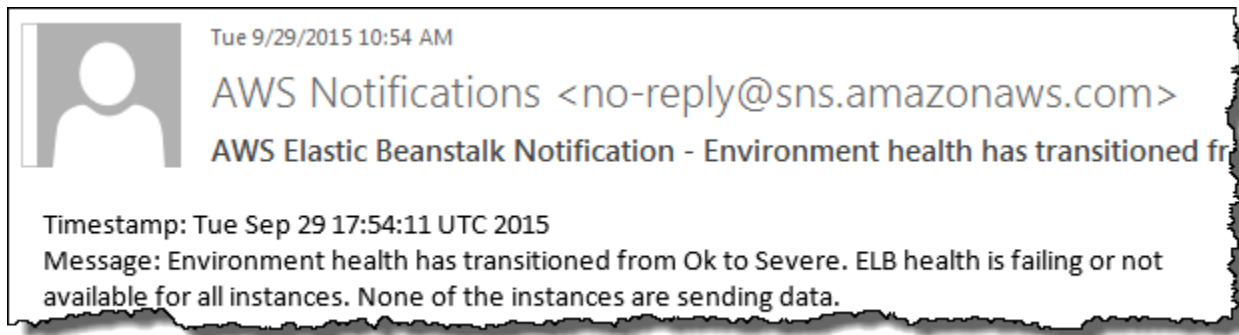 Tue 9/29/2015 10:54 AM
AWS Notifications <no-reply@sns.amazonaws.com>
AWS Elastic Beanstalk Notification - Environment health has transitioned
Timestamp: Tue Sep 29 17:54:11 UTC 2015
Message: Environment health has transitioned from Ok to Severe. ELB health is failing or not
available for all instances. None of the instances are sending data.